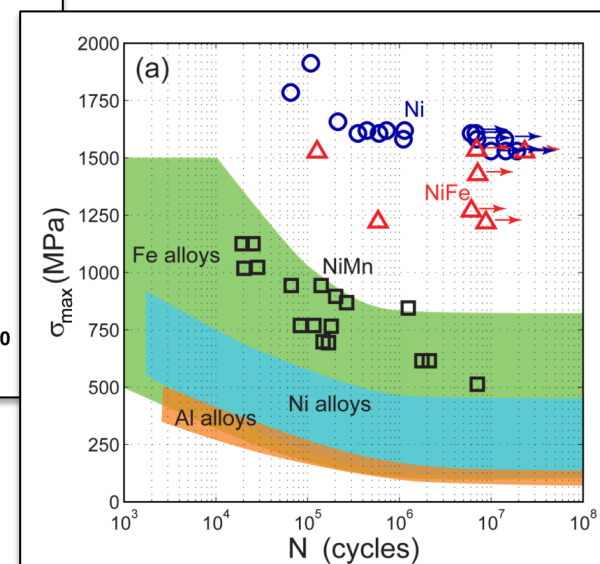 2000
(a)
1750
Ni
1500
NiFe
1250
Fe alloys
NiMn
1000
σmax (MPa)
750
0
500
Ni alloys
Al alloys
250
0
10^3 10^4 10^5 10^6 10^7 10^8
N (cycles)